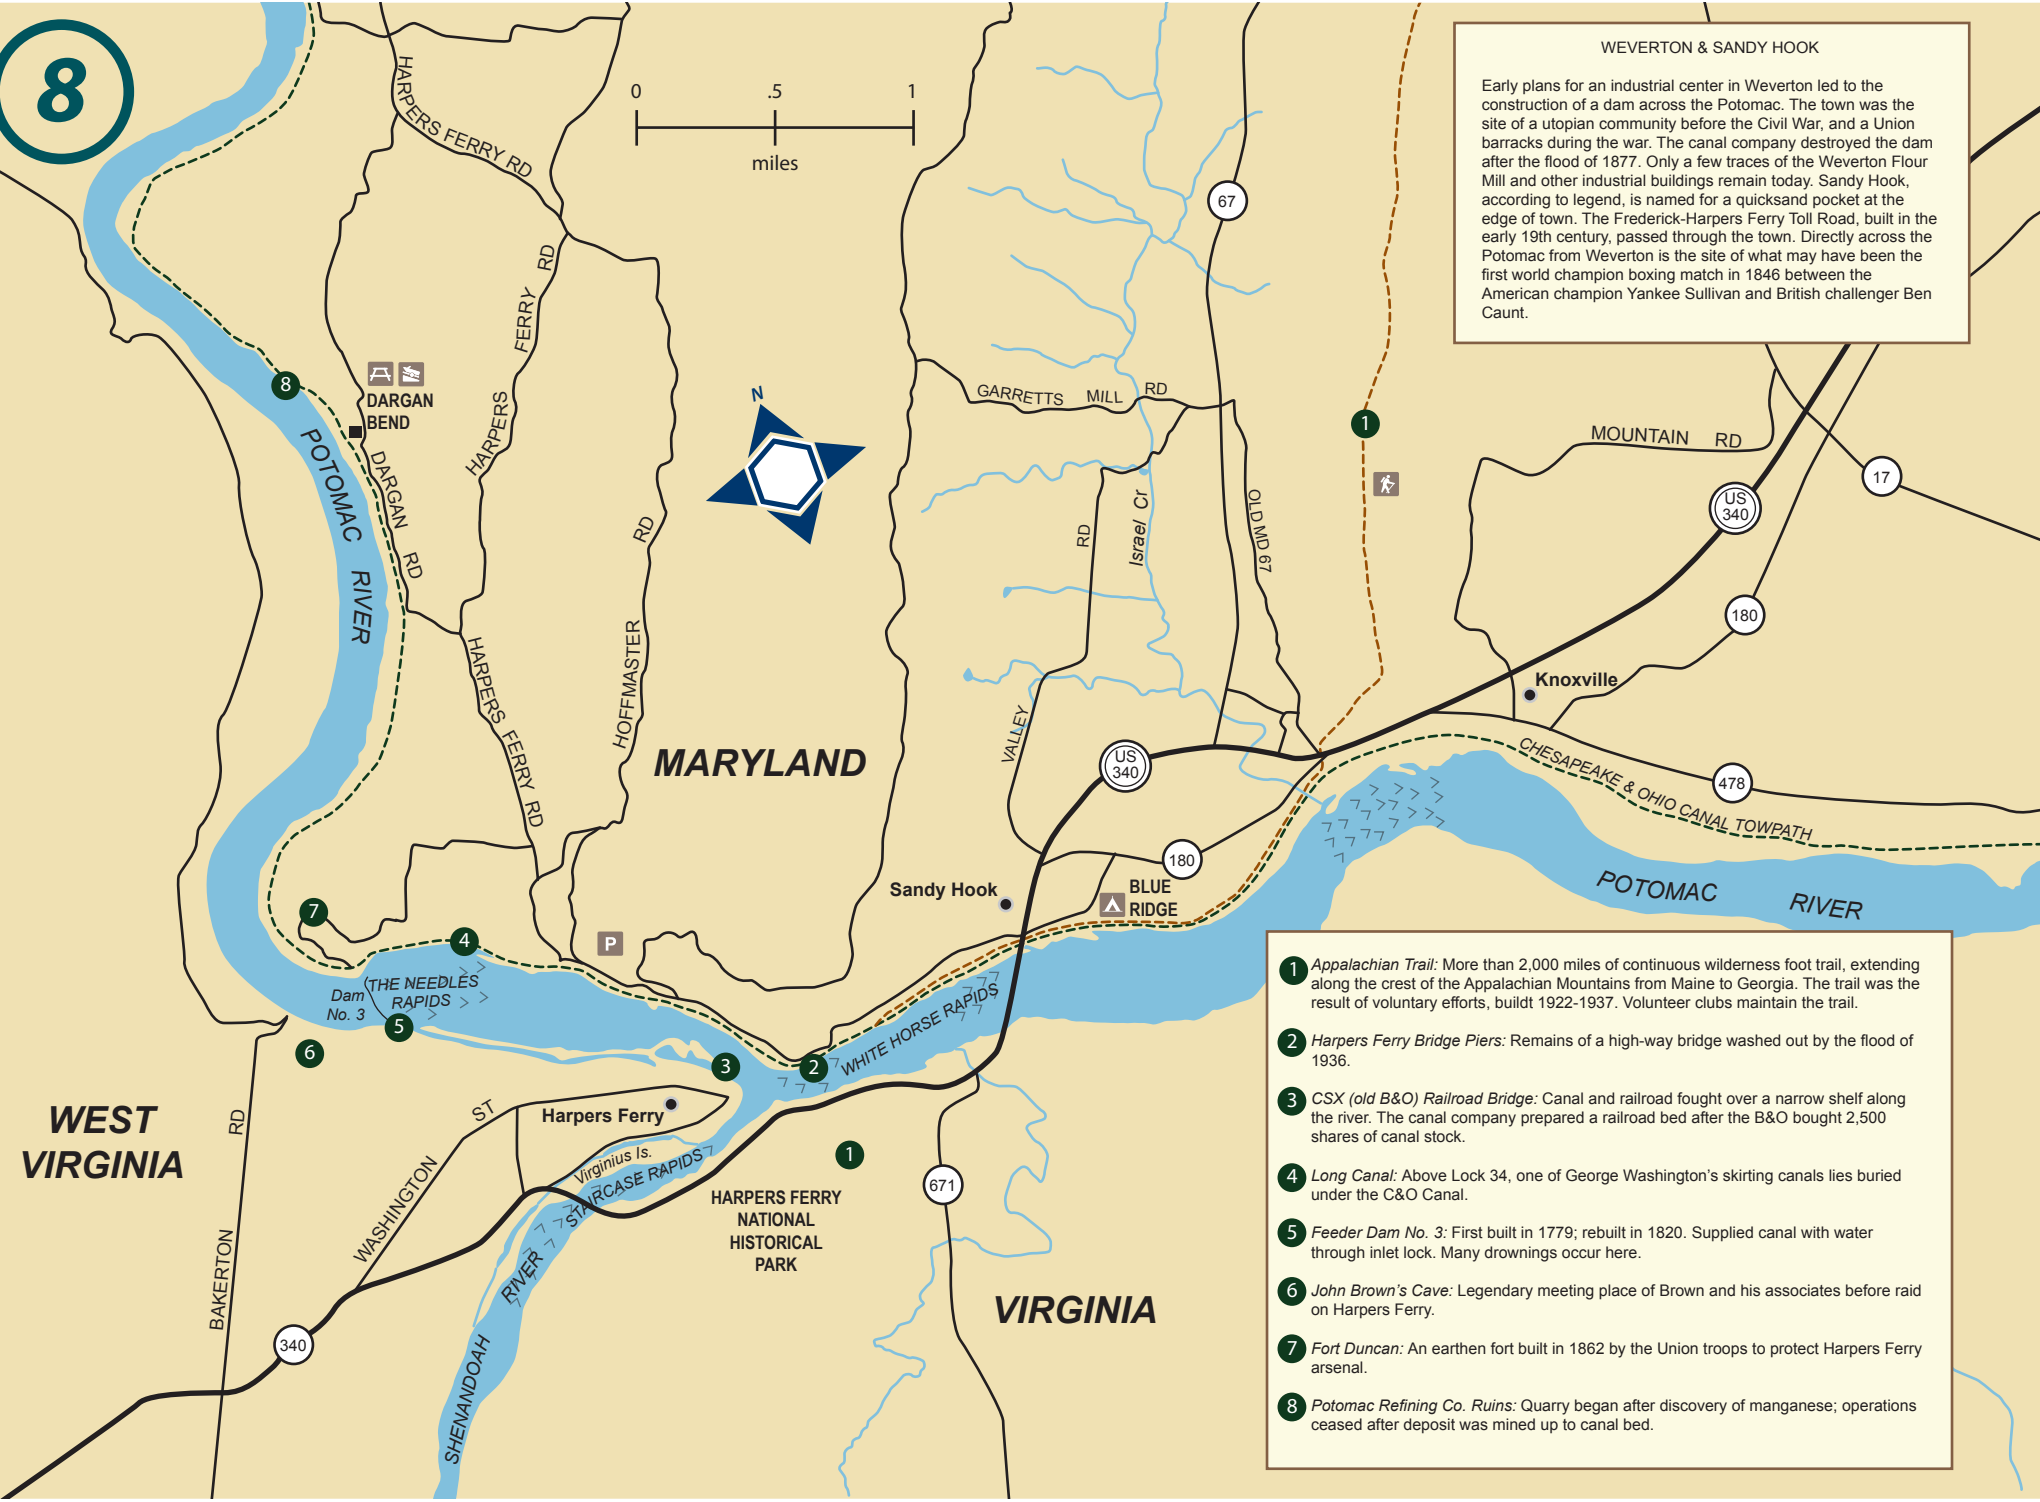 8
0 .5 1
miles
N
WEVERTON & SANDY HOOK
Early plans for an industrial center in Weverton led to the
construction of a dam across the Potomac. The town was the
site of a utopian community before the Civil War, and a Union
barracks during the war. The canal company destroyed the dam
after the flood of 1877. Only a few traces of the Weverton Flour
Mill and other industrial buildings remain today. Sandy Hook,
according to legend, is named for a quicksand pocket at the
edge of town. The Frederick-Harpers Ferry Toll Road, built in the
early 19th century, passed through the town. Directly across the
Potomac from Weverton is the site of what may have been the
first world champion boxing match in 1846 between the
American champion Yankee Sullivan and British challenger Ben
Caunt.
HARPERS FERRY RD
67
HARPERS FERRY RD
8
DARGAN
BEND
POTOMAC RIVER
DARGAN RD
GARRETTS MILL RD
1
MOUNTAIN RD
17
US
340
OLD MD 67
Israel Cr
VALLEY RD
HOFFMASTER RD
180
Knoxville
HARPERS FERRY RD
MARYLAND
US
340
CHESAPEAKE & OHIO CANAL TOWPATH
478
180
Sandy Hook
BLUE
RIDGE
POTOMAC RIVER
7
4
P
THE NEEDLES
RAPIDS
Dam
No. 3
5
6
3
2
WHITE HORSE RAPIDS
WEST
VIRGINIA
BAKERTON RD
WASHINGTON ST
Harpers Ferry
Virginius Is.
STAIRCASE RAPIDS
1
671
HARPERS FERRY
NATIONAL
HISTORICAL
PARK
SHENANDOAH RIVER
340
VIRGINIA
1 Appalachian Trail: More than 2,000 miles of continuous wilderness foot trail, extending
along the crest of the Appalachian Mountains from Maine to Georgia. The trail was the
result of voluntary efforts, buildt 1922-1937. Volunteer clubs maintain the trail.
2 Harpers Ferry Bridge Piers: Remains of a high-way bridge washed out by the flood of
1936.
3 CSX (old B&O) Railroad Bridge: Canal and railroad fought over a narrow shelf along
the river. The canal company prepared a railroad bed after the B&O bought 2,500
shares of canal stock.
4 Long Canal: Above Lock 34, one of George Washington's skirting canals lies buried
under the C&O Canal.
5 Feeder Dam No. 3: First built in 1779; rebuilt in 1820. Supplied canal with water
through inlet lock. Many drownings occur here.
6 John Brown's Cave: Legendary meeting place of Brown and his associates before raid
on Harpers Ferry.
7 Fort Duncan: An earthen fort built in 1862 by the Union troops to protect Harpers Ferry
arsenal.
8 Potomac Refining Co. Ruins: Quarry began after discovery of manganese; operations
ceased after deposit was mined up to canal bed.